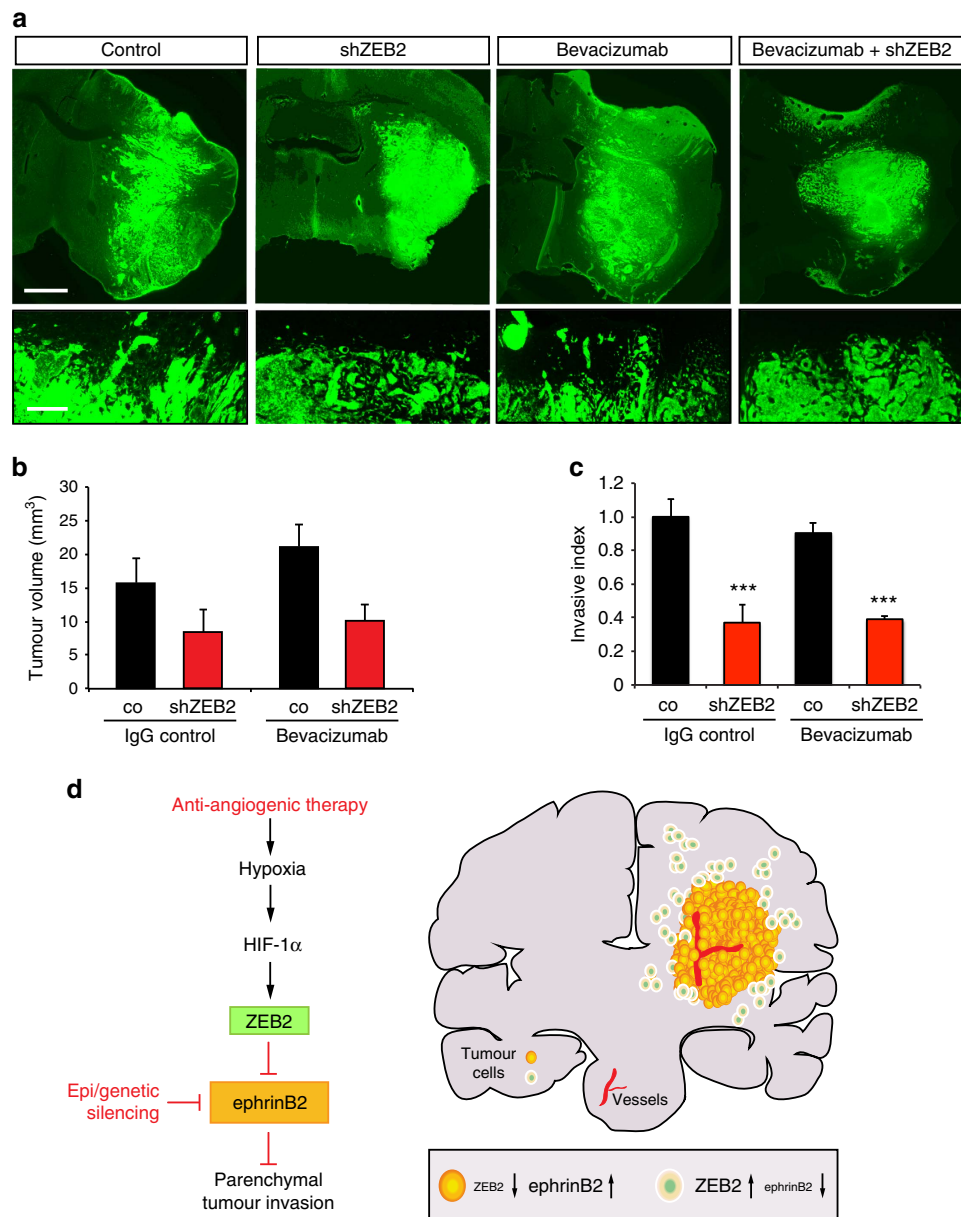 a
Control
shZEB2
Bevacizumab
Bevacizumab + shZEB2
b
Tumour volume (mm³)
30
25
20
15
10
5
0
co
shZEB2
co
shZEB2
IgG control
Bevacizumab
c
Invasive index
1.2
1.0
0.8
0.6
0.4
0.2
0
***
***
co
shZEB2
co
shZEB2
IgG control
Bevacizumab
d
Anti-angiogenic therapy
Hypoxia
HIF-1α
ZEB2
Epi/genetic
silencing
ephrinB2
Parenchymal
tumour invasion
Tumour
cells
Vessels
ZEB2 ↓ ephrinB2 ↑
ZEB2 ↑ ephrinB2 ↓